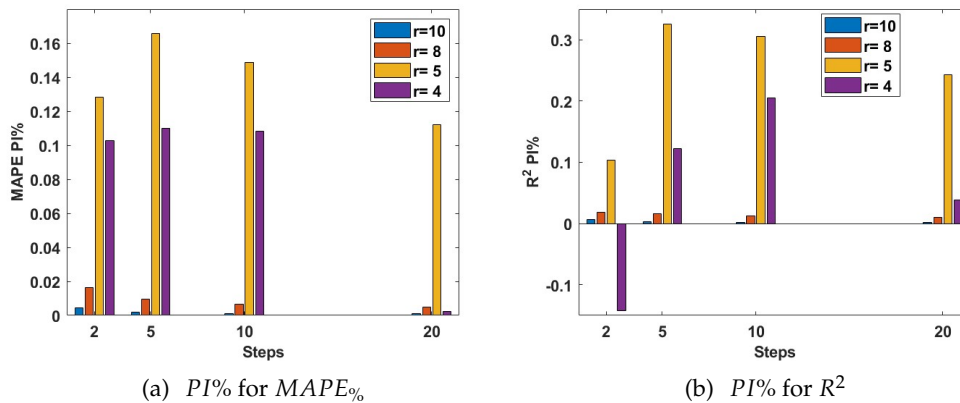 0.16
0.14
0.12
0.1
0.08
0.06
0.04
0.02
0
MAPE PI%
r=10
r= 8
r= 5
r= 4
2
5
10
20
Steps
(a) PI% for MAPE%
0.3
0.2
0.1
0
-0.1
R² PI%
r=10
r= 8
r= 5
r= 4
2
5
10
20
Steps
(b) PI% for R²